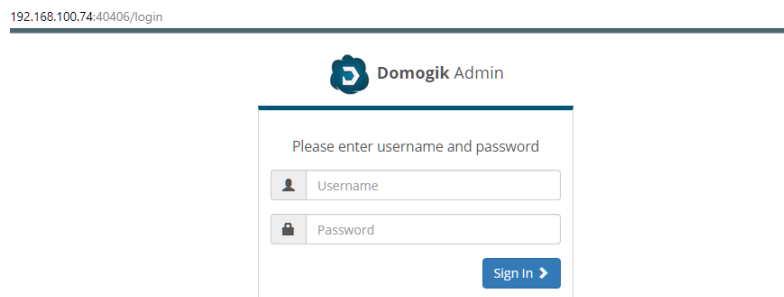 192.168.100.74:40406/login
Domogik Admin
Please enter username and password
Username
Password
Sign In